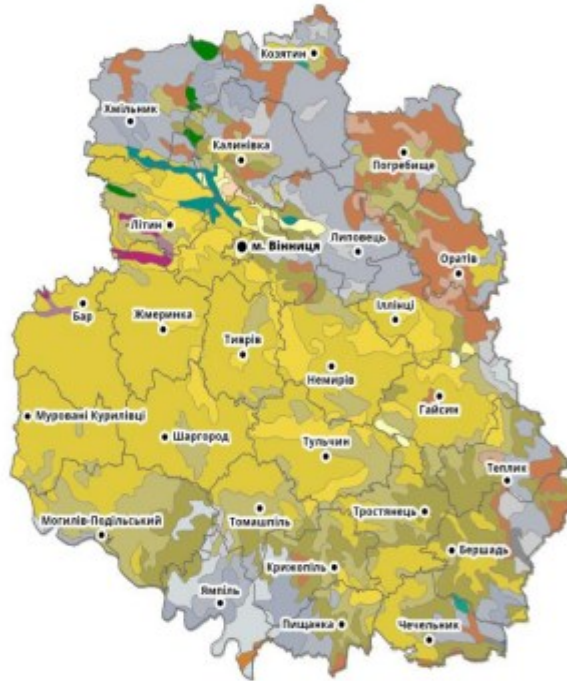 Козятин
Хмільник
Калинівка
Погребище
Літин
м. Вінниця
Липовець
Оратів
Бар
Жмеринка
Іллінці
Тиврів
Немирів
Гайсин
Муровані Курилівці
Шаргород
Тульчин
Теплик
Могилів-Подільський
Томашпіль
Тростянець
Бершадь
Крижопіль
Ямпіль
Піщанка
Чечельник